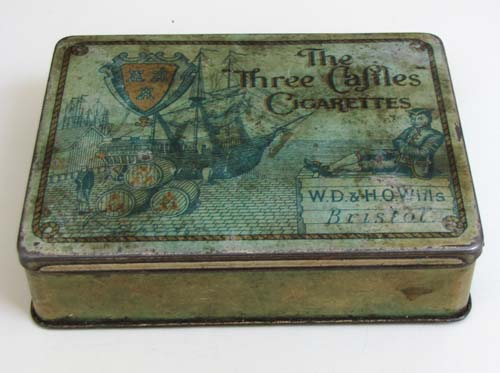 The
Three Castles
CIGARETTES
W.D. & H.O. Wills
Bristol